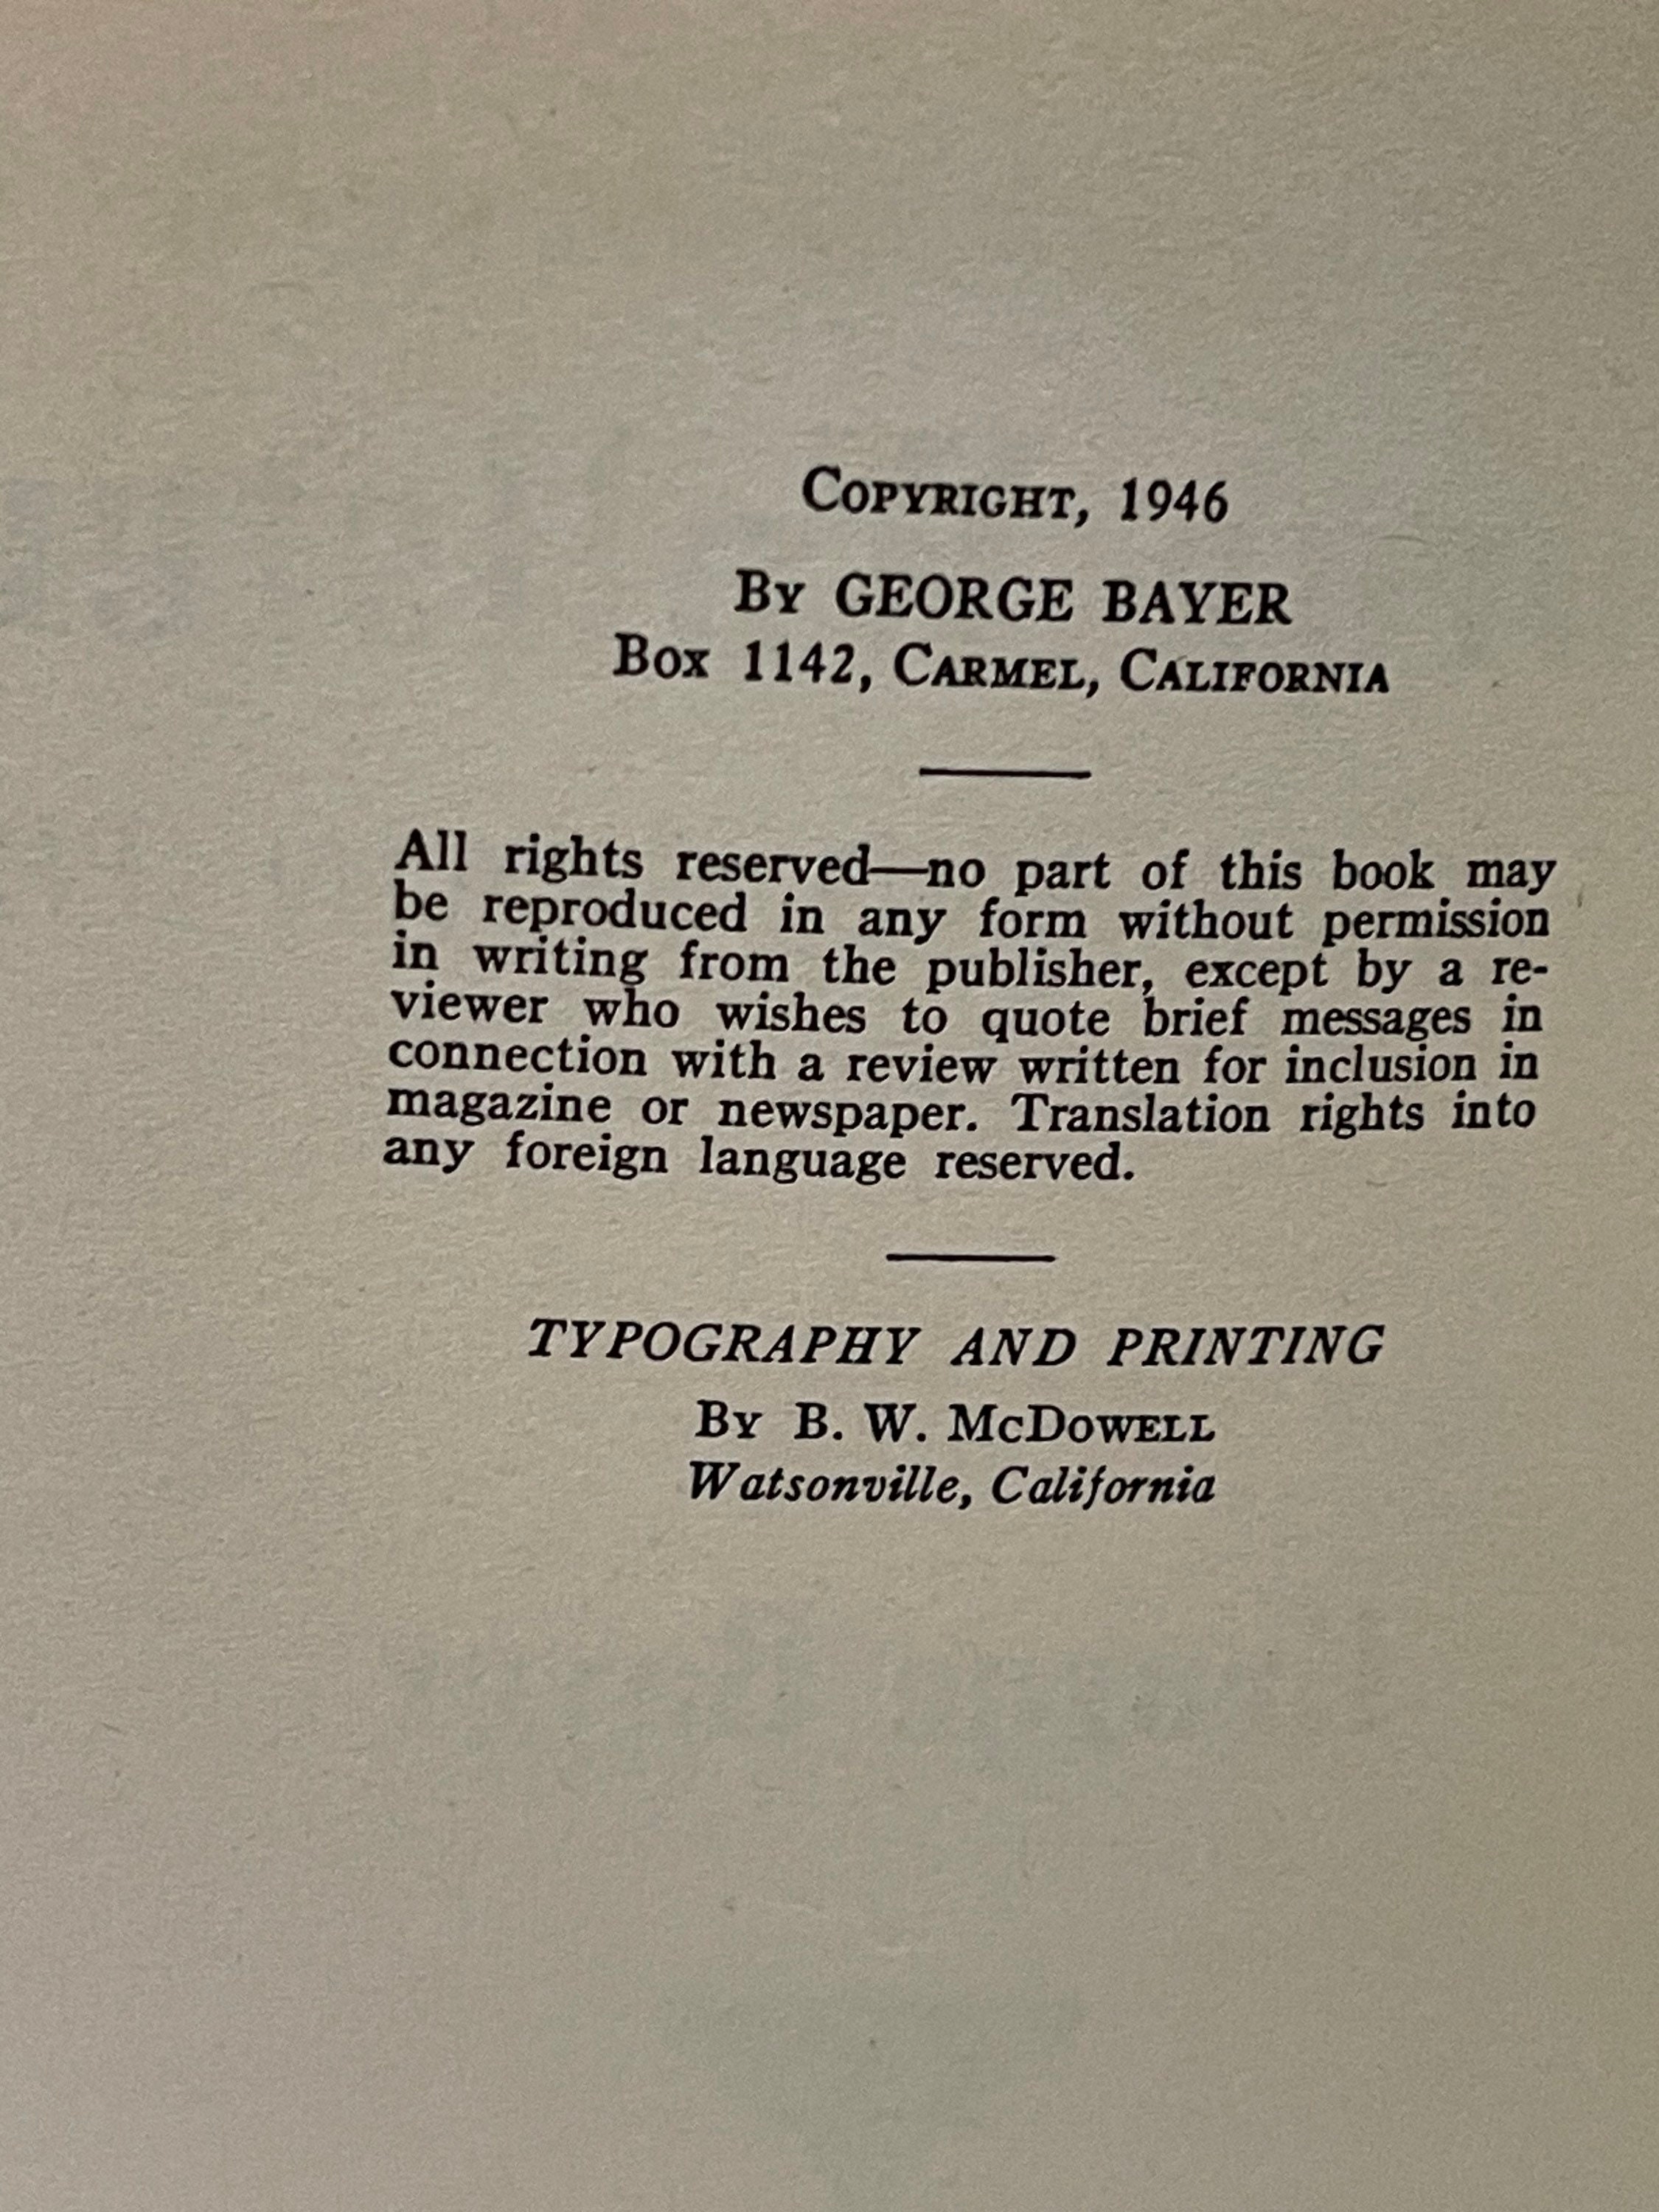 COPYRIGHT, 1946
BY GEORGE BAYER
BOX 1142, CARMEL, CALIFORNIA
All rights reserved—no part of this book may
be reproduced in any form without permission
in writing from the publisher, except by a re-
viewer who wishes to quote brief messages in
connection with a review written for inclusion in
magazine or newspaper. Translation rights into
any foreign language reserved.
TYPOGRAPHY AND PRINTING
BY B. W. MCDOWELL
Watsonville, California